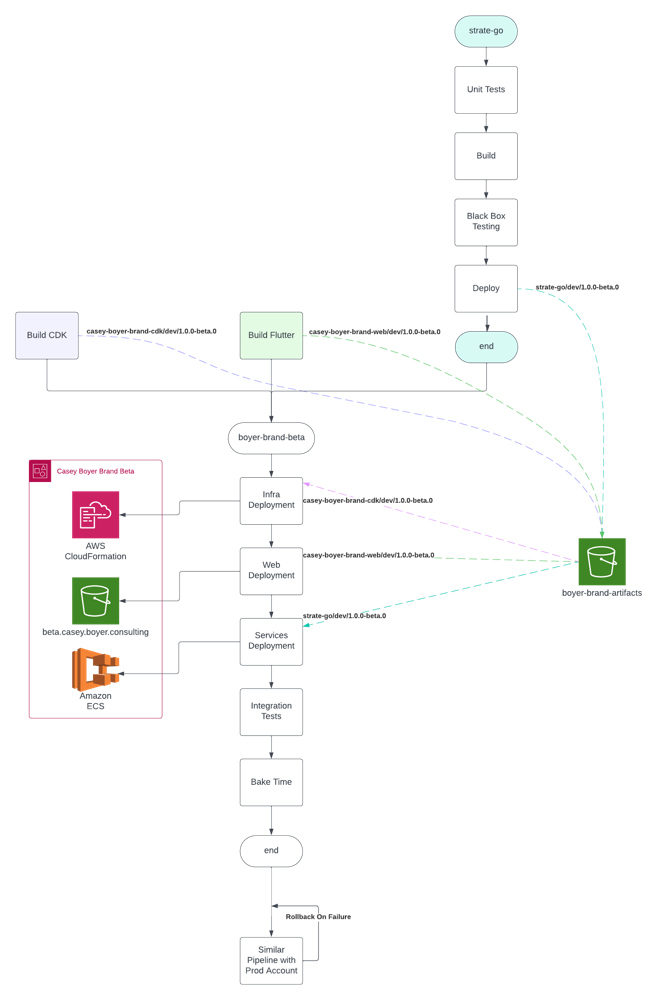 strate-go
Unit Tests
Build
Black Box
Testing
Deploy
strate-go/dev/1.0.0-beta.0
Build CDK
casey-boyer-brand-cdk/dev/1.0.0-beta.0
Build Flutter
casey-boyer-brand-web/dev/1.0.0-beta.0
end
boyer-brand-beta
Casey Boyer Brand Beta
Infra
Deployment
casey-boyer-brand-cdk/dev/1.0.0-beta.0
AWS
CloudFormation
Web
Deployment
casey-boyer-brand-web/dev/1.0.0-beta.0
boyer-brand-artifacts
beta.casey.boyer.consulting
Services
Deployment
strate-go/dev/1.0.0-beta.0
Amazon
ECS
Integration
Tests
Bake Time
end
Rollback On Failure
Similar
Pipeline with
Prod Account